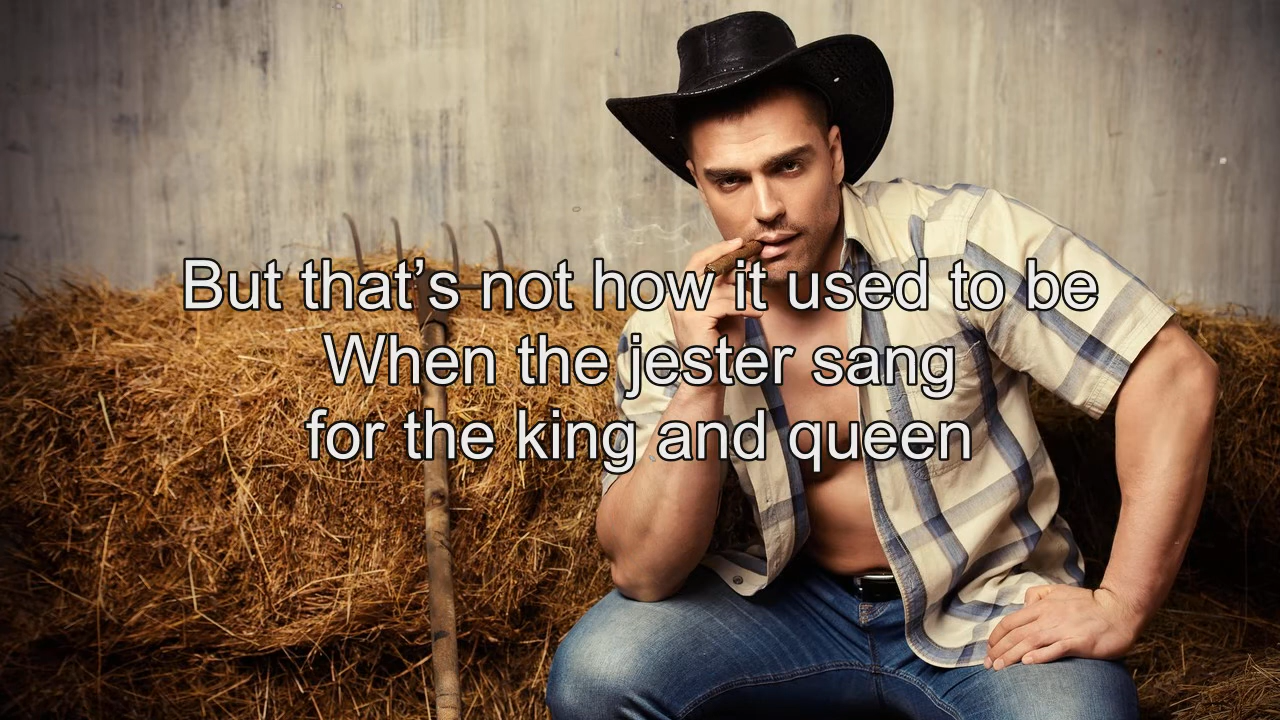 But that’s not how it used to be
When the jester sang
for the king and queen